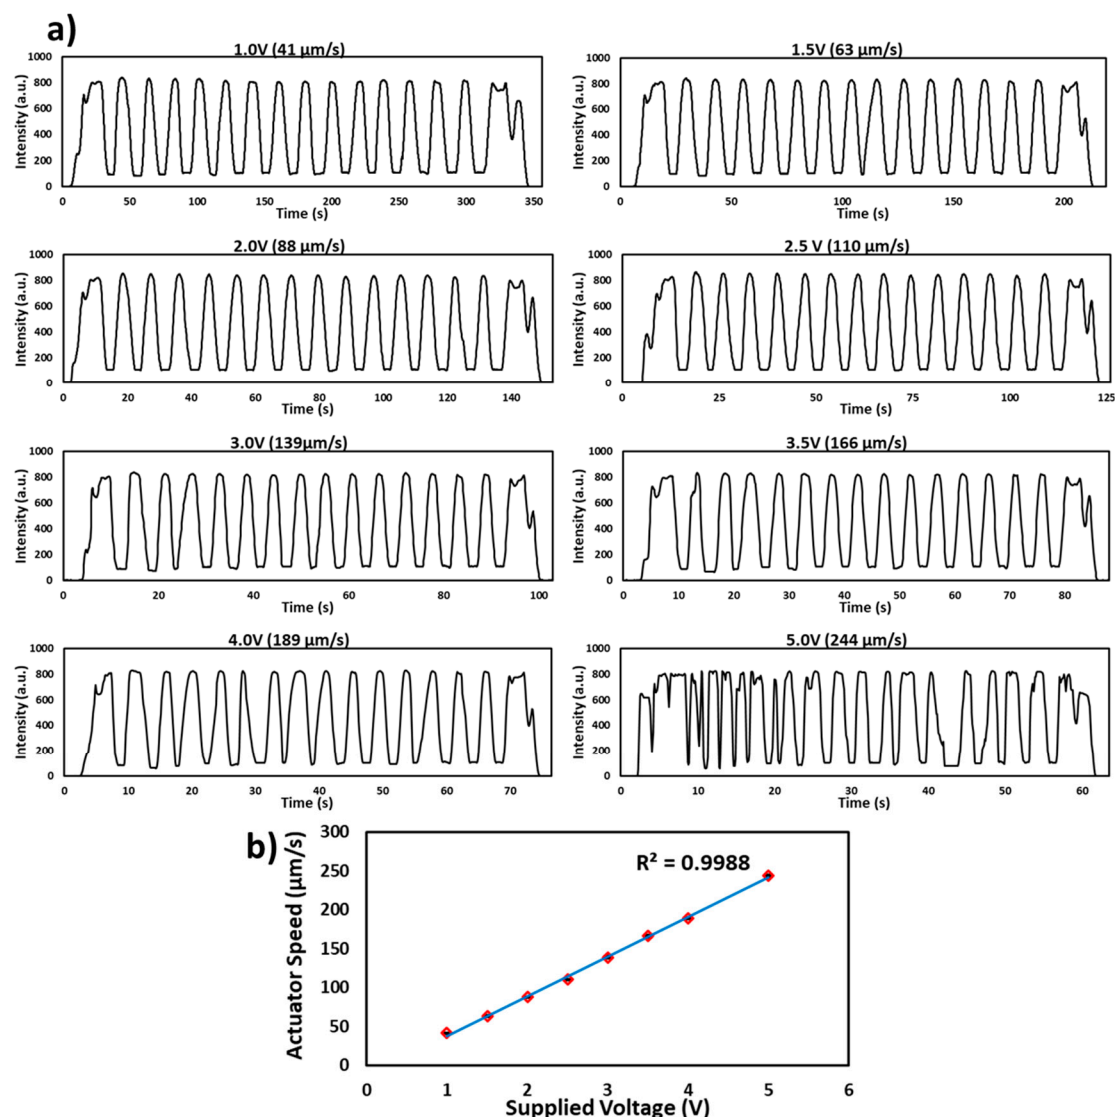 a)
1.0V (41 µm/s)
Intensity (a.u.)
1000
800
600
400
200
0
0 50 100 150 200 250 300 350
Time (s)
1.5V (63 µm/s)
Intensity (a.u.)
1000
800
600
400
200
0
0 50 100 150 200
Time (s)
2.0V (88 µm/s)
Intensity (a.u.)
1000
800
600
400
200
0
0 20 40 60 80 100 120 140
Time (s)
2.5 V (110 µm/s)
Intensity (a.u.)
1000
800
600
400
200
0
0 25 50 75 100 125
Time (s)
3.0V (139µm/s)
Intensity (a.u.)
1000
800
600
400
200
0
0 20 40 60 80 100
Time (s)
3.5V (166 µm/s)
Intensity (a.u.)
1000
800
600
400
200
0
0 10 20 30 40 50 60 70 80
Time (s)
4.0V (189 µm/s)
Intensity (a.u.)
1000
800
600
400
200
0
0 10 20 30 40 50 60 70
Time (s)
5.0V (244 µm/s)
Intensity (a.u.)
1000
800
600
400
200
0
0 10 20 30 40 50 60
Time (s)
b)
Actuator Speed (µm/s)
300
250
200
150
100
50
0
R² = 0.9988
0 1 2 3 4 5 6
Supplied Voltage (V)